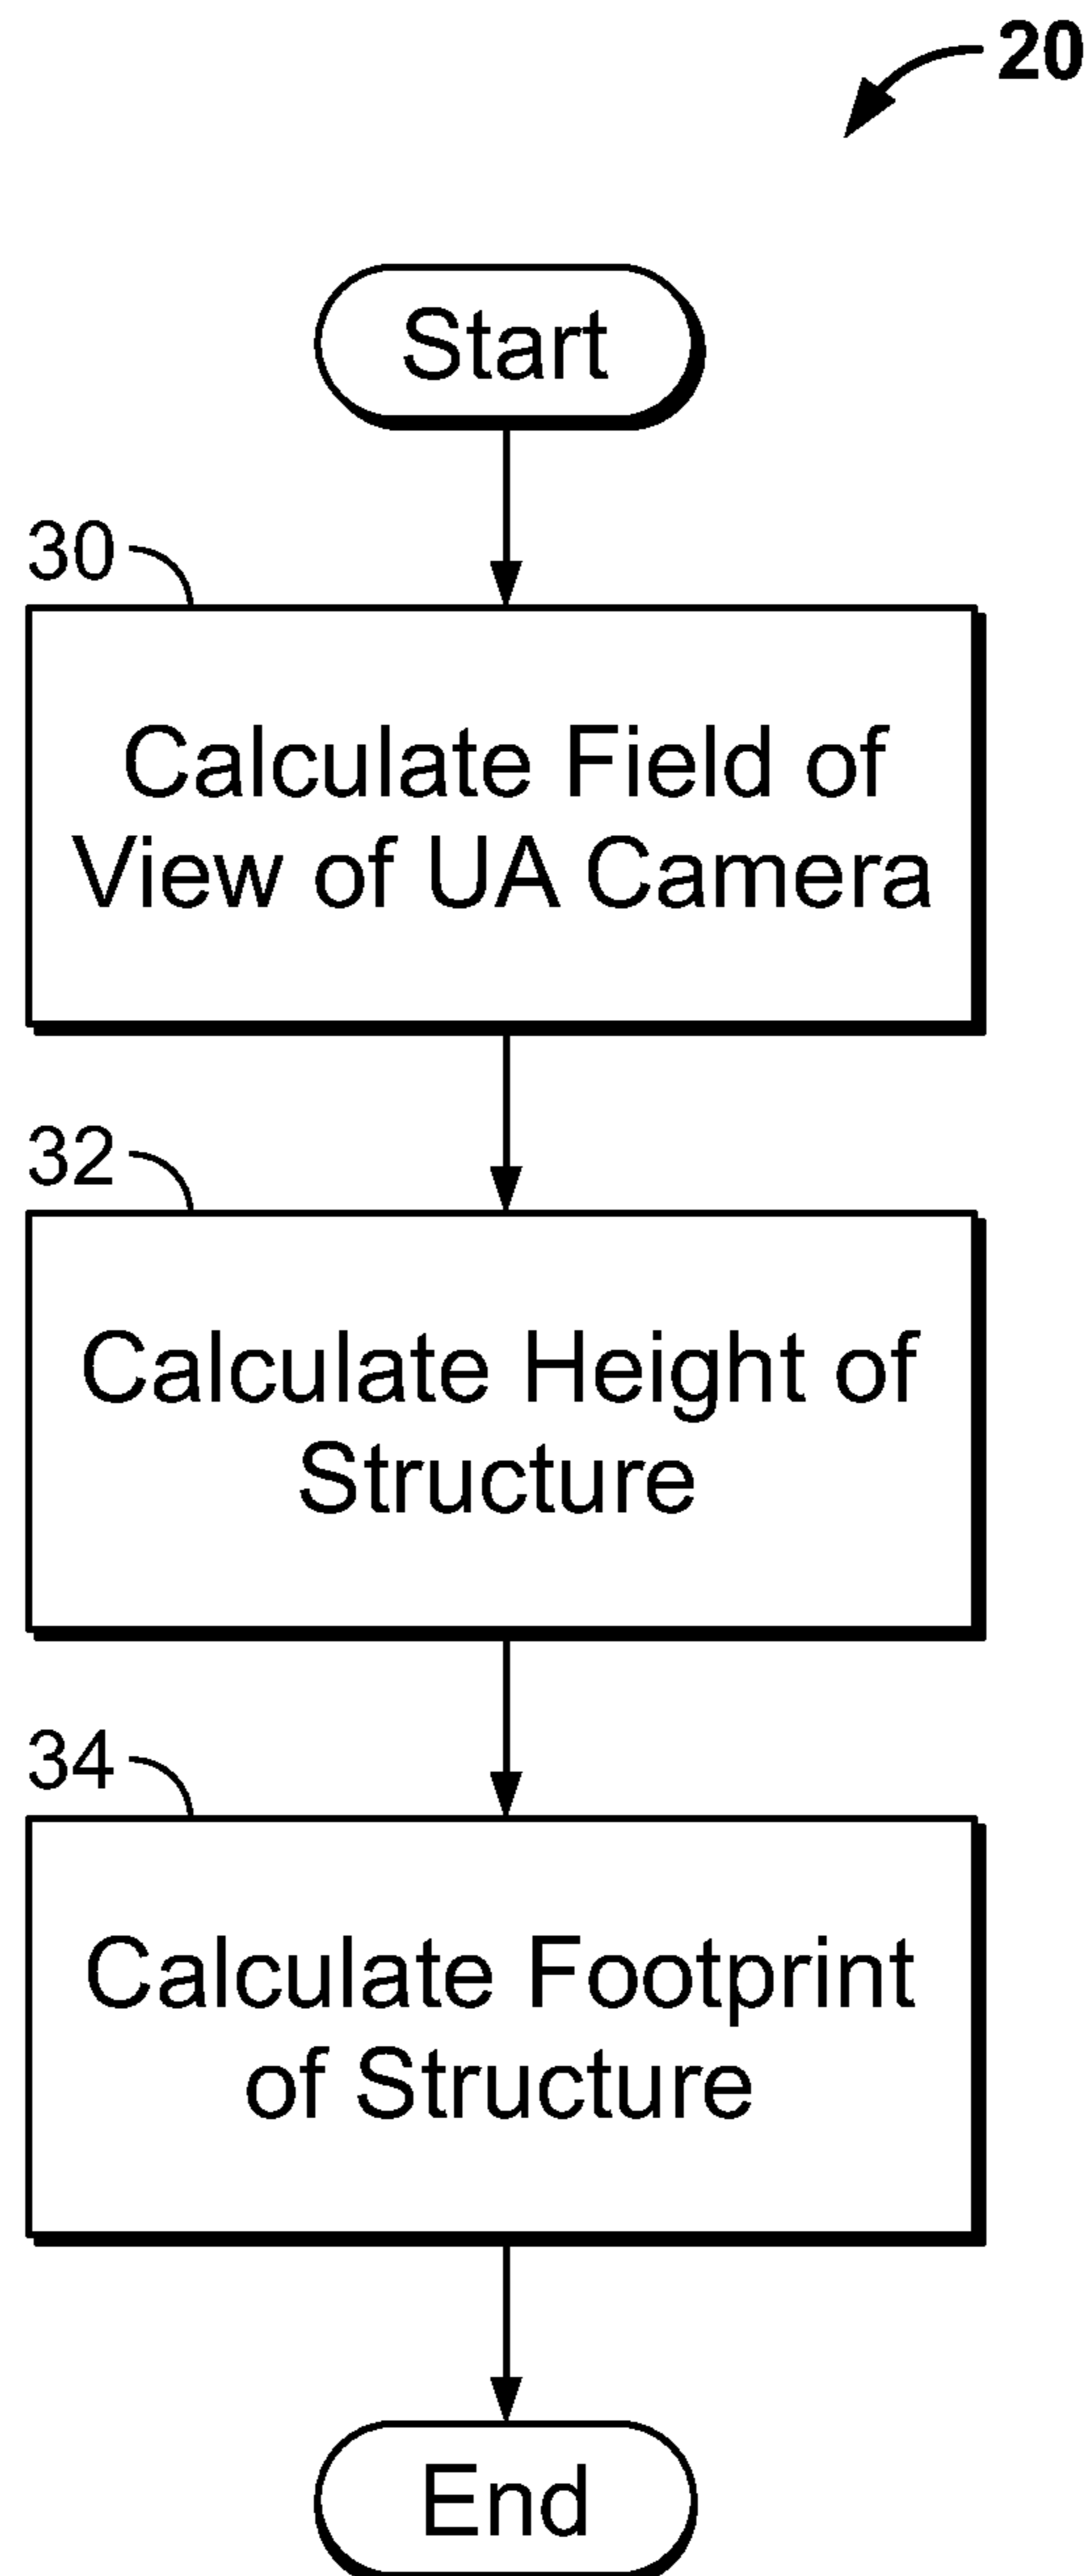 20
Start
30
Calculate Field of
View of UA Camera
32
Calculate Height of
Structure
34
Calculate Footprint
of Structure
End